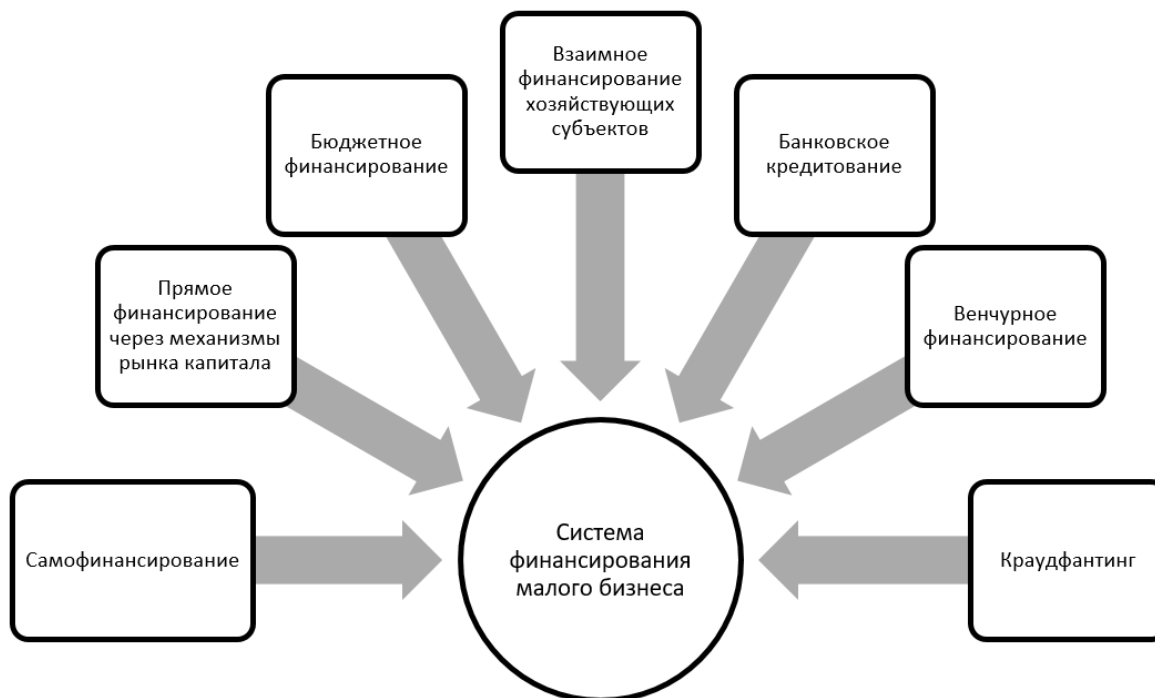 Взаимное
финансирование
хозяйствующих
субъектов
Бюджетное
финансирование
Банковское
кредитование
Прямое
финансирование
через механизмы
рынка капитала
Венчурное
финансирование
Самофинансирование
Система
финансирования
малого бизнеса
Краудфантинг